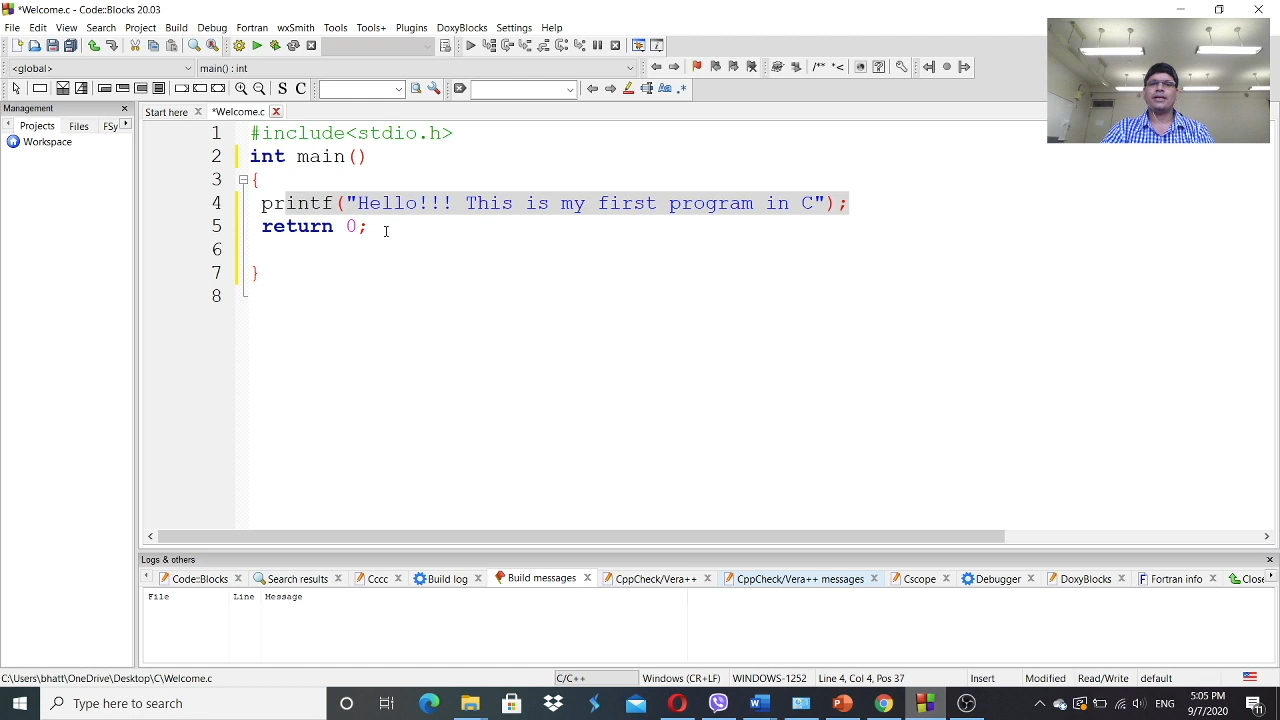 *Welcome.c - Code::Blocks 20.03
File Edit View Search Project Build Debug Fortran wxSmith Tools Tools+ Plugins DoxyBlocks Settings Help
<global> main() : int /** *<
S C .*
Management
Start here *Welcome.c
Projects Files FSy
Workspace
1 #include<stdio.h>
2 int main()
3 {
4 printf("Hello!!! This is my first program in C");
5 return 0;
6
7 }
8
Logs & others
Code::Blocks Search results Cccc Build log Build messages CppCheck/Vera++ CppCheck/Vera++ messages Cscope Debugger DoxyBlocks Fortran info Close
File Line Message
C:\Users\bhatt\OneDrive\Desktop\C\Welcome.c C/C++ Windows (CR+LF) WINDOWS-1252 Line 4, Col 4, Pos 37 Insert Modified Read/Write default
Type here to search ENG 5:05 PM
9/7/2020